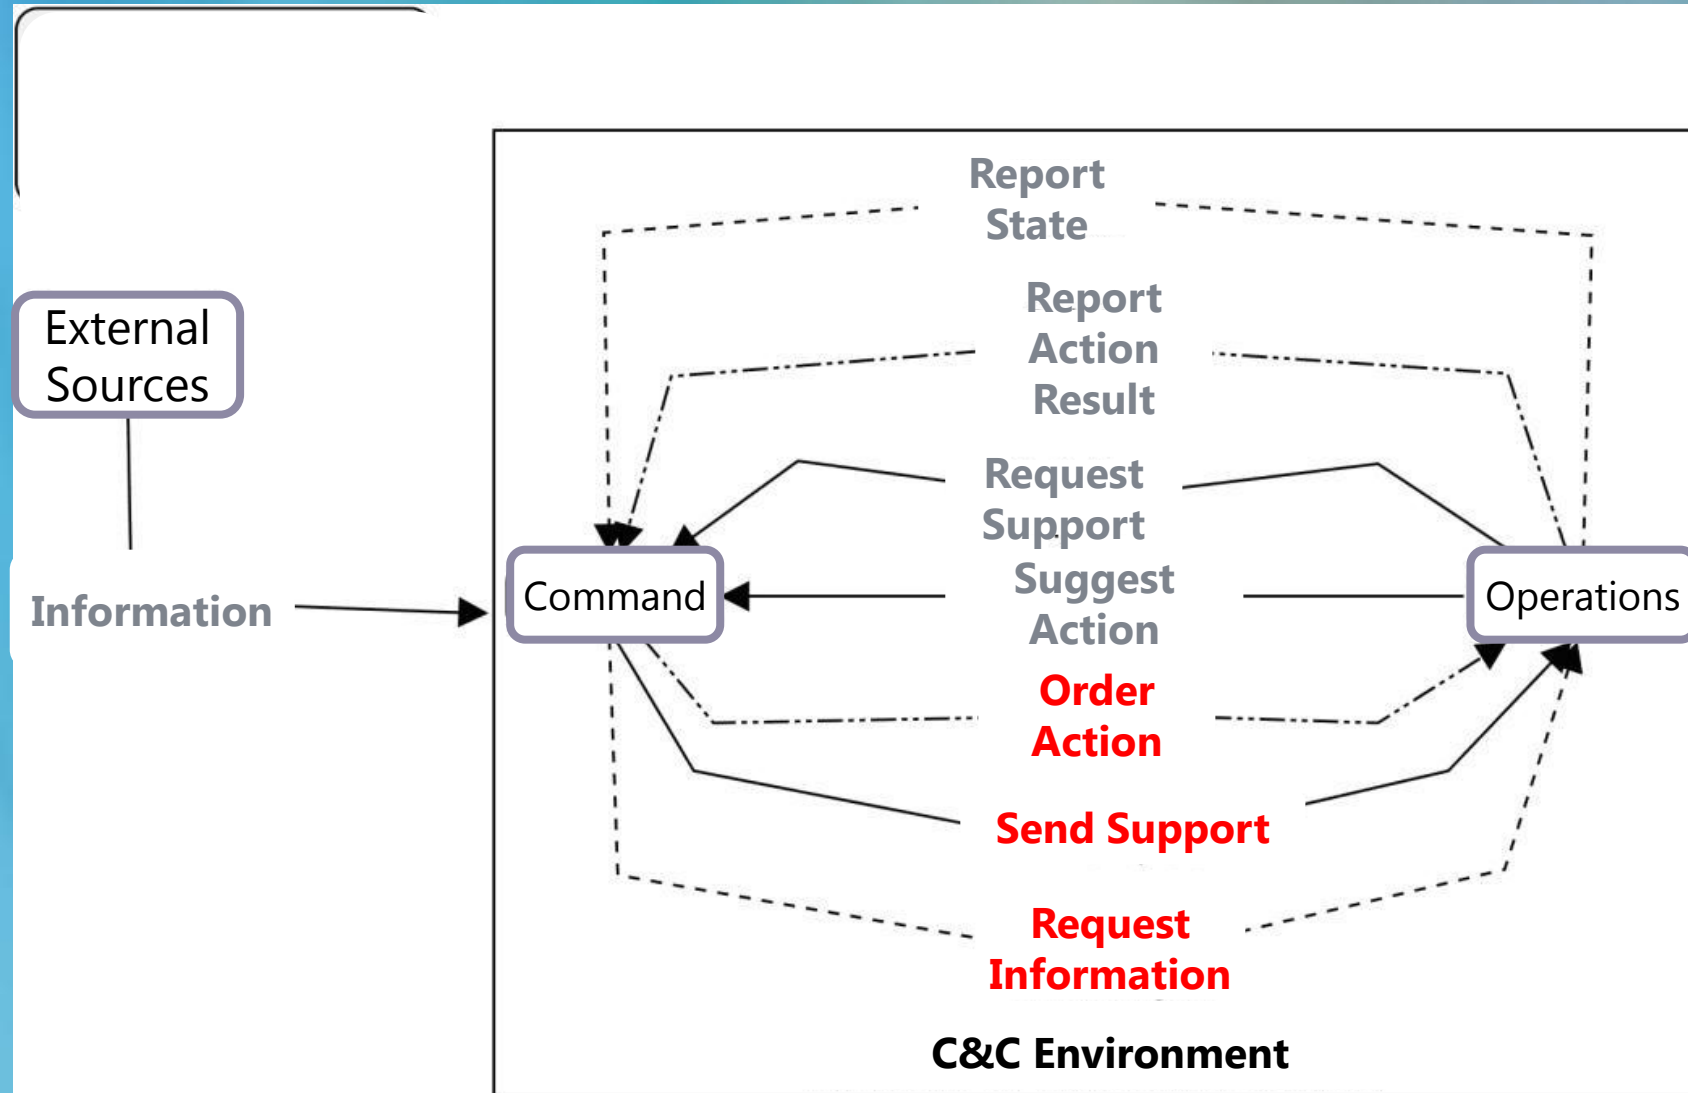 Report
State
Report
Action
Result
External
Sources
Request
Support
Suggest
Action
Information
Command
Operations
Order
Action
Send Support
Request
Information
C&C Environment